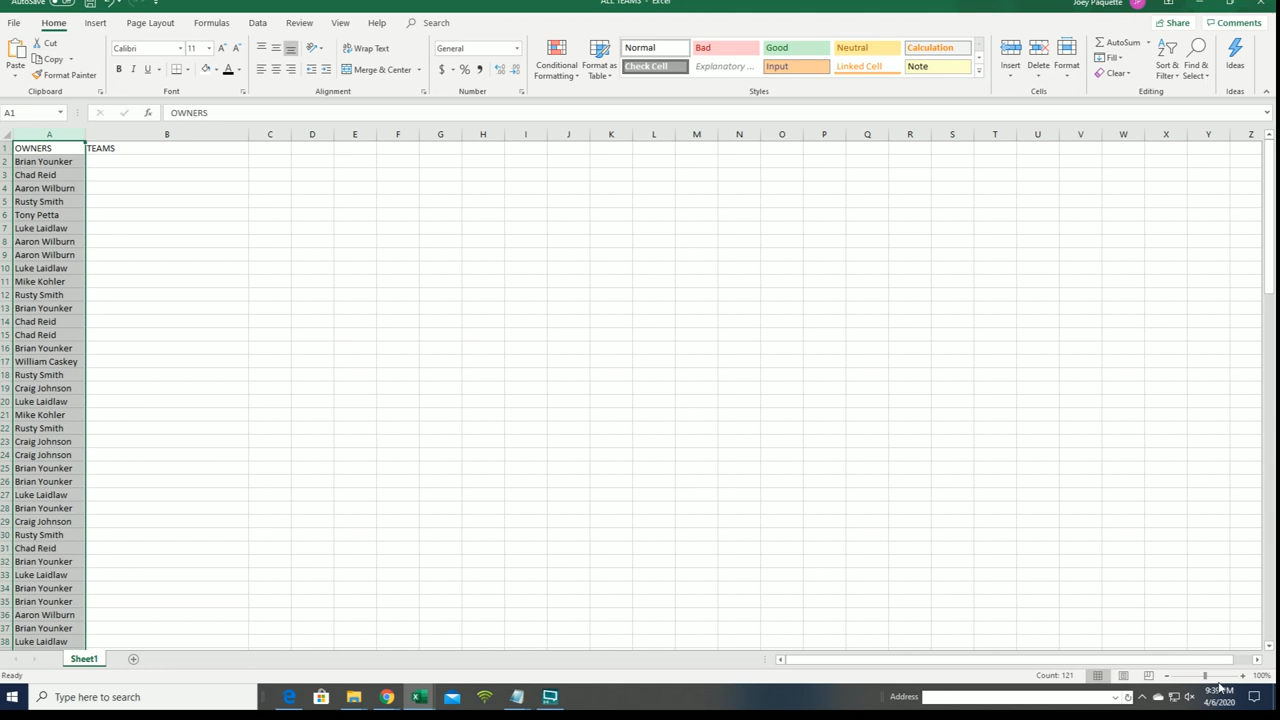 AutoSave ALL TEAMS - Excel Joey Paquette JP
File Home Insert Page Layout Formulas Data Review View Help Search Share Comments
Paste Cut Copy Format Painter
Calibri 11 A A B I U A
Wrap Text Merge & Center
General $ % ,
Conditional Formatting Format as Table
Normal Bad Good Neutral Calculation
Check Cell Explanatory ... Input Linked Cell Note
Insert Delete Format
AutoSum Fill Clear Sort & Filter Find & Select Ideas
Clipboard Font Alignment Number Styles Cells Editing Ideas
A1 fx OWNERS
A B C D E F G H I J K L M N O P Q R S T U V W X Y Z
1 OWNERS TEAMS
2 Brian Younker
3 Chad Reid
4 Aaron Wilburn
5 Rusty Smith
6 Tony Petta
7 Luke Laidlaw
8 Aaron Wilburn
9 Aaron Wilburn
10 Luke Laidlaw
11 Mike Kohler
12 Rusty Smith
13 Brian Younker
14 Chad Reid
15 Chad Reid
16 Brian Younker
17 William Caskey
18 Rusty Smith
19 Craig Johnson
20 Luke Laidlaw
21 Mike Kohler
22 Rusty Smith
23 Craig Johnson
24 Craig Johnson
25 Brian Younker
26 Brian Younker
27 Luke Laidlaw
28 Brian Younker
29 Craig Johnson
30 Rusty Smith
31 Chad Reid
32 Brian Younker
33 Luke Laidlaw
34 Brian Younker
35 Brian Younker
36 Aaron Wilburn
37 Brian Younker
38 Luke Laidlaw
Sheet1
Ready Count: 121 100%
Type here to search Address
4/6/2020